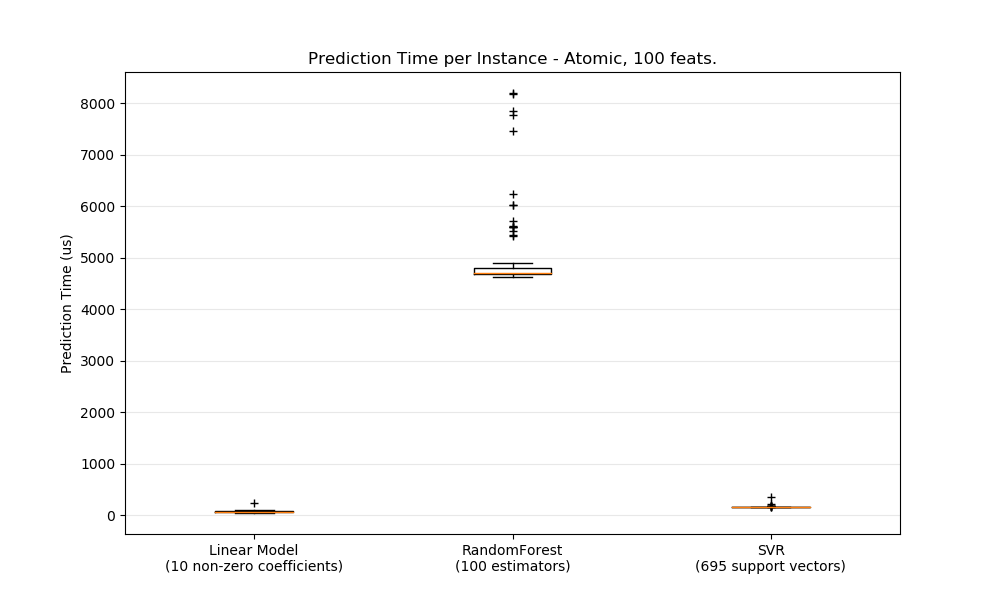 Prediction Time per Instance - Atomic, 100 feats.
Prediction Time (us)
8000
7000
6000
5000
4000
3000
2000
1000
0
Linear Model
(10 non-zero coefficients)
RandomForest
(100 estimators)
SVR
(695 support vectors)